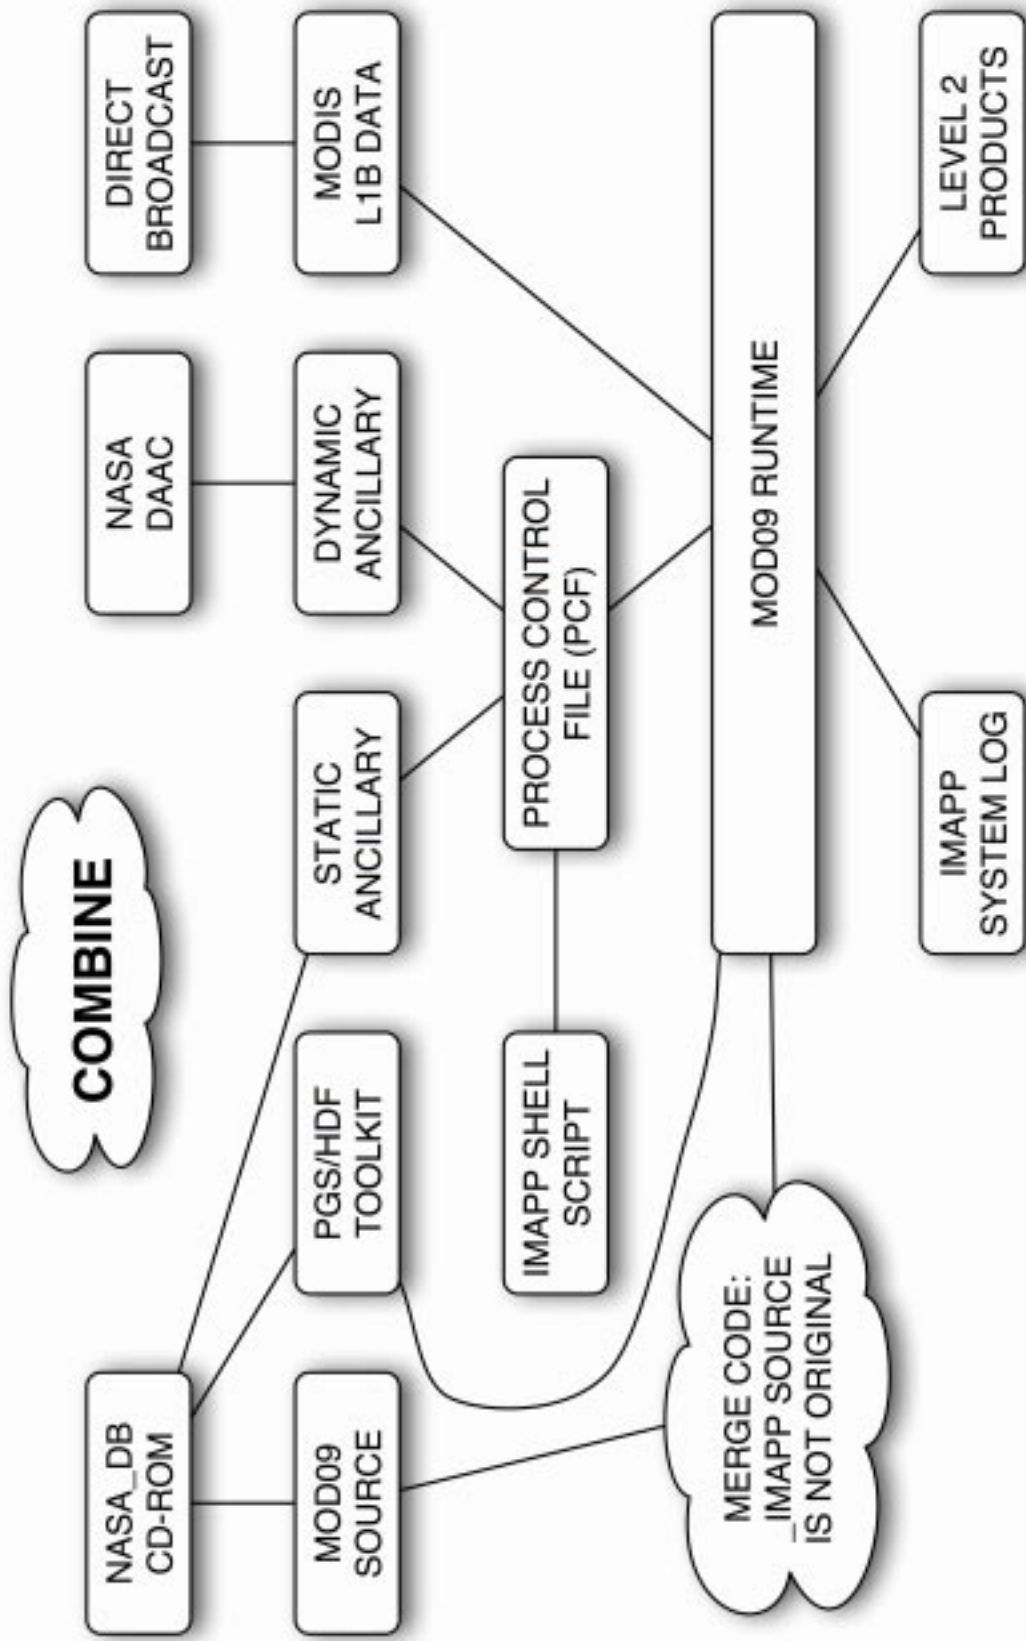 COMBINE
NASA_DB
CD-ROM
NASA
DAAC
DIRECT
BROADCAST
MOD09
SOURCE
PGS/HDF
TOOLKIT
STATIC
ANCILLARY
DYNAMIC
ANCILLARY
MODIS
L1B DATA
IMAPP SHELL
SCRIPT
PROCESS CONTROL
FILE (PCF)
MERGE CODE:
_IMAPP SOURCE
IS NOT ORIGINAL
MOD09 RUNTIME
IMAPP
SYSTEM LOG
LEVEL 2
PRODUCTS